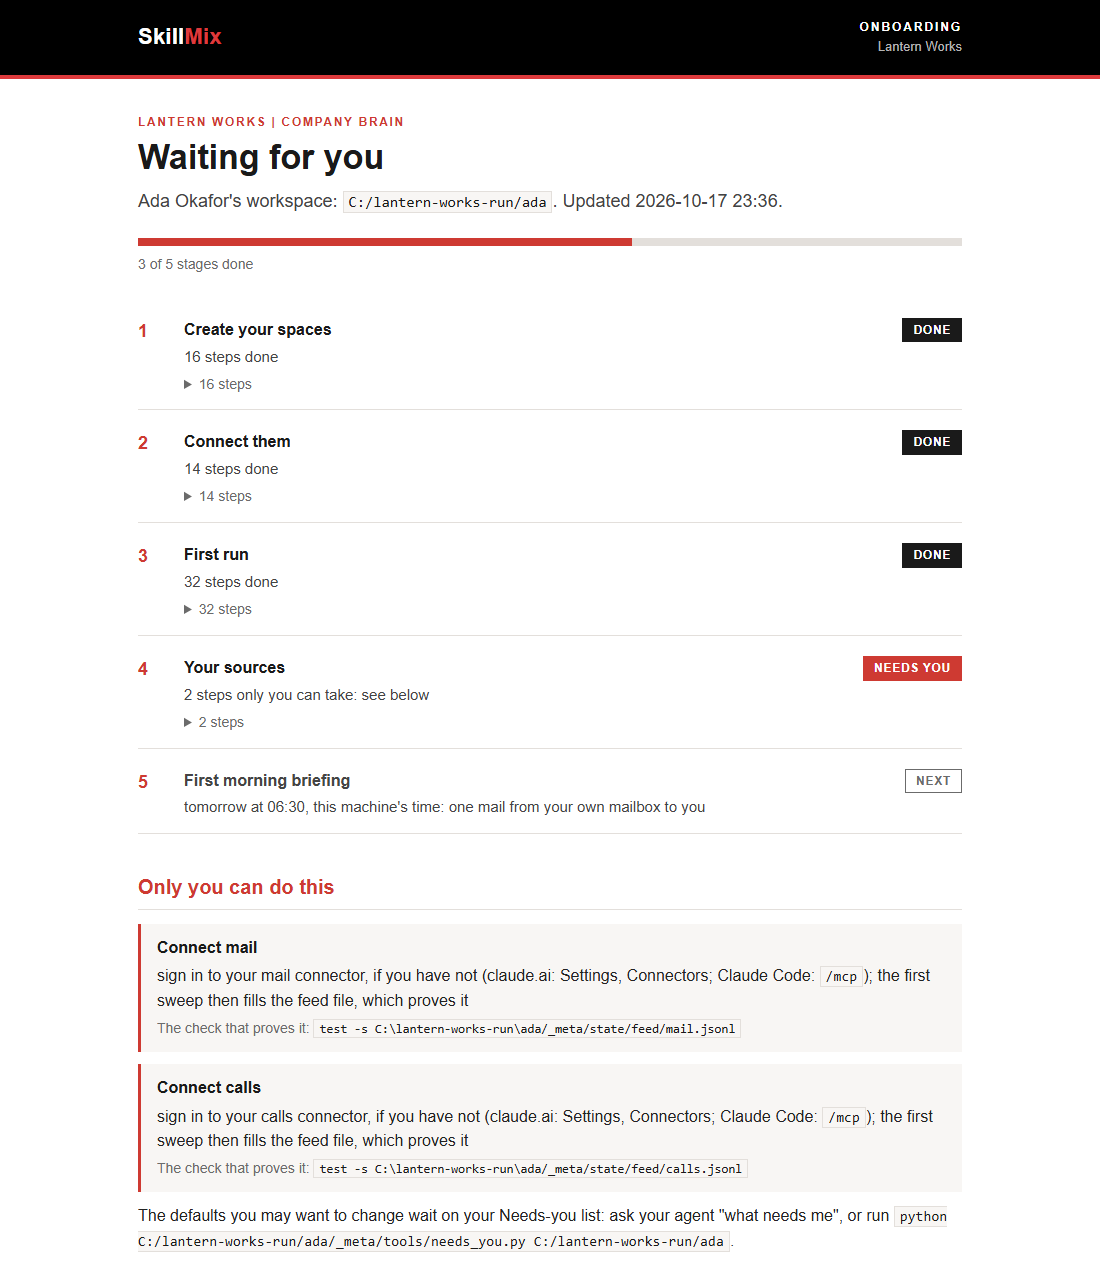 SkillMix
ONBOARDING
Lantern Works
LANTERN WORKS | COMPANY BRAIN
Waiting for you
Ada Okafor's workspace: C:/lantern-works-run/ada. Updated 2026-10-17 23:36.
3 of 5 stages done
1
Create your spaces
DONE
16 steps done
16 steps
2
Connect them
DONE
14 steps done
14 steps
3
First run
DONE
32 steps done
32 steps
4
Your sources
NEEDS YOU
2 steps only you can take: see below
2 steps
5
First morning briefing
NEXT
tomorrow at 06:30, this machine's time: one mail from your own mailbox to you
Only you can do this
Connect mail
sign in to your mail connector, if you have not (claude.ai: Settings, Connectors; Claude Code: /mcp); the first
sweep then fills the feed file, which proves it
The check that proves it: test -s C:\lantern-works-run\ada/_meta/state/feed/mail.jsonl
Connect calls
sign in to your calls connector, if you have not (claude.ai: Settings, Connectors; Claude Code: /mcp); the first
sweep then fills the feed file, which proves it
The check that proves it: test -s C:\lantern-works-run\ada/_meta/state/feed/calls.jsonl
The defaults you may want to change wait on your Needs-you list: ask your agent "what needs me", or run python
C:/lantern-works-run/ada/_meta/tools/needs_you.py C:/lantern-works-run/ada.